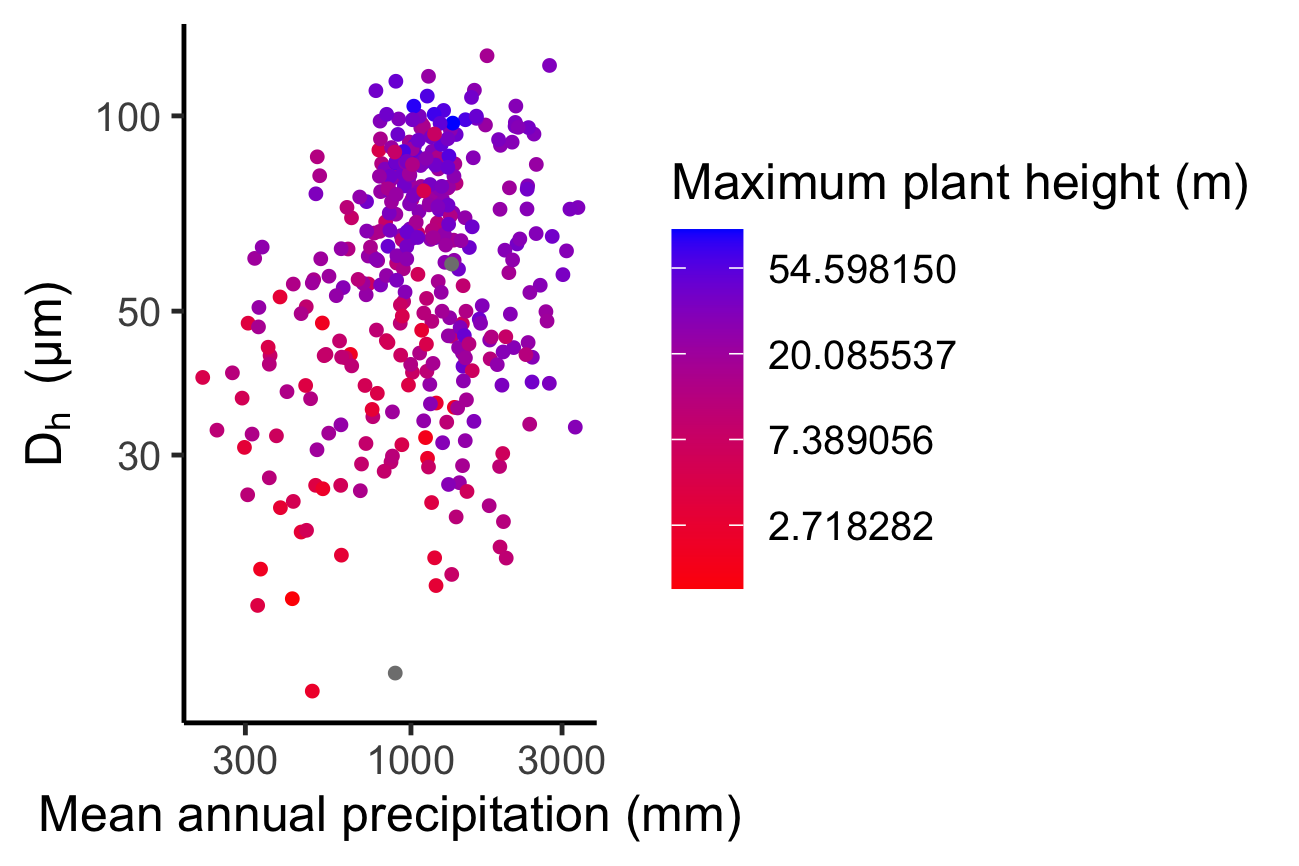 100
50
30
Dh (μm)
300 1000 3000
Mean annual precipitation (mm)
Maximum plant height (m)
54.598150
20.085537
7.389056
2.718282